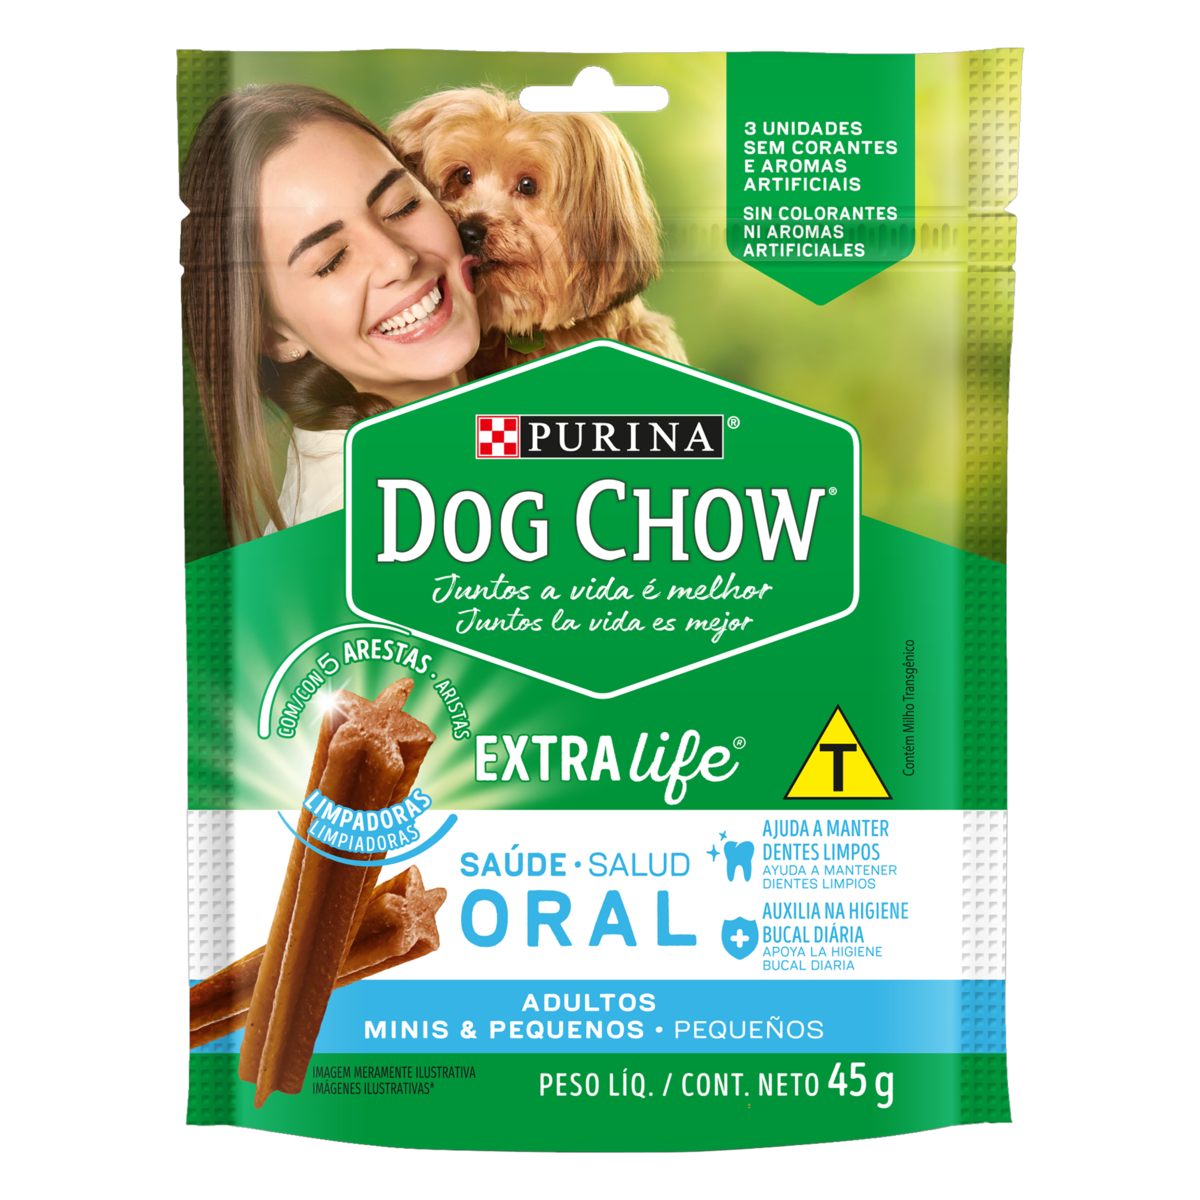 3 UNIDADES
SEM CORANTES
E AROMAS
ARTIFICIAIS
SIN COLORANTES
NI AROMAS
ARTIFICIALES
PURINA®
DOG CHOW®
Juntos a vida é melhor
Juntos la vida es mejor
COM/CON 5 ARESTAS · ARISTAS
LIMPADORAS
LIMPIADORAS
EXTRA life®
T
Contém Milho Transgênico
SAÚDE · SALUD
ORAL
AJUDA A MANTER
DENTES LIMPOS
AYUDA A MANTENER
DIENTES LIMPIOS
AUXILIA NA HIGIENE
BUCAL DIÁRIA
APOYA LA HIGIENE
BUCAL DIARIA
ADULTOS
MINIS & PEQUENOS · PEQUEÑOS
IMAGEM MERAMENTE ILUSTRATIVA
IMÁGENES ILUSTRATIVAS*
PESO LÍQ. / CONT. NETO 45 g